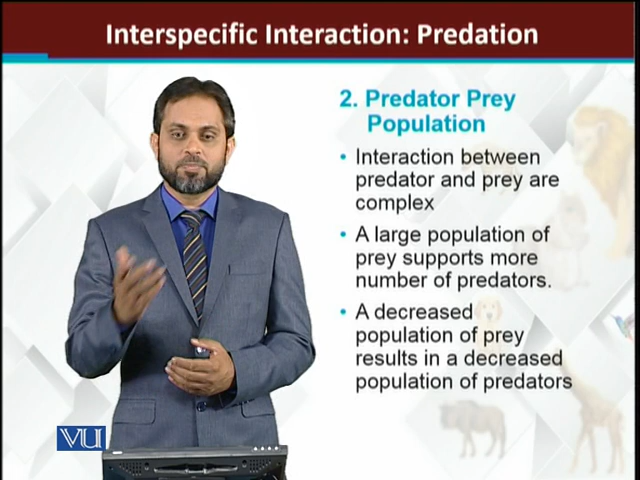 Interspecific Interaction: Predation
2. Predator Prey
Population
• Interaction between
predator and prey are
complex
• A large population of
prey supports more
number of predators.
• A decreased
population of prey
results in a decreased
population of predators
VU